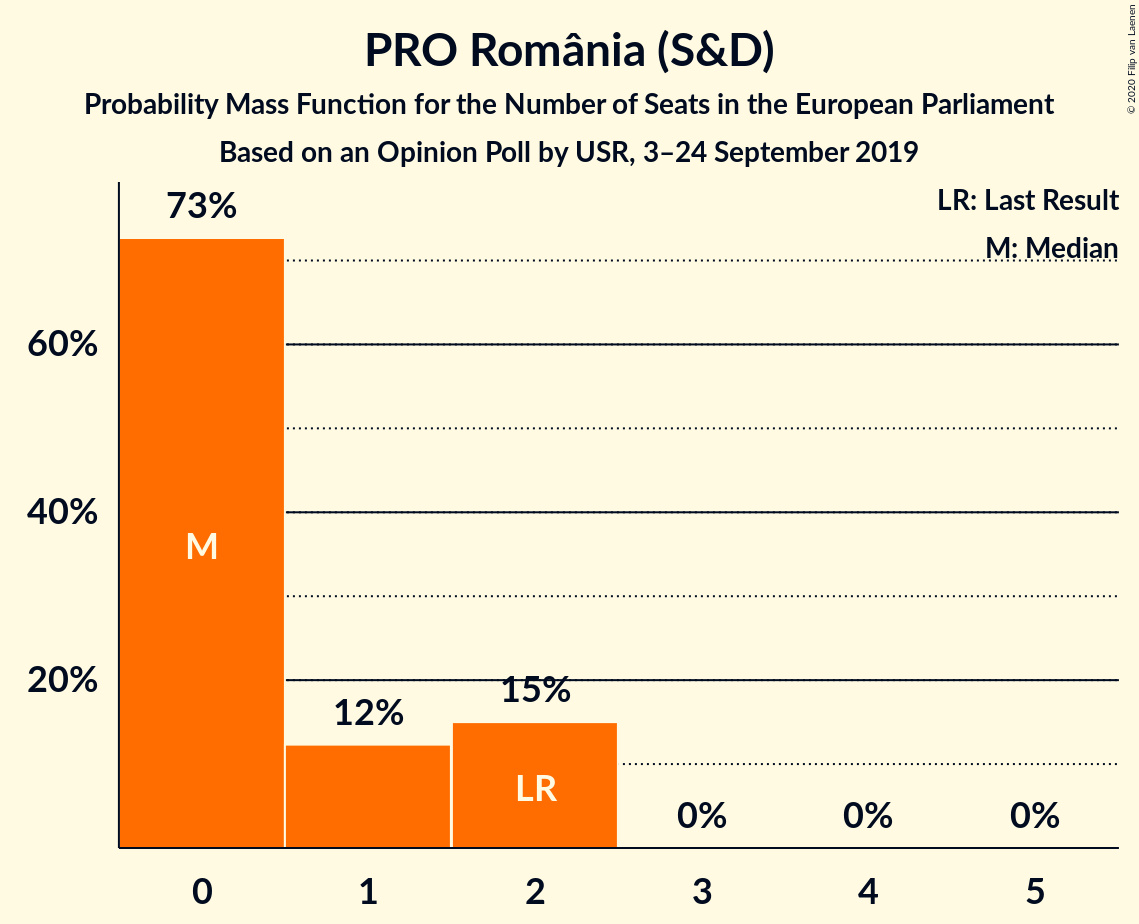 PRO România (S&D)
Probability Mass Function for the Number of Seats in the European Parliament
Based on an Opinion Poll by USR, 3–24 September 2019
© 2020 Filip van Laenen
LR: Last Result
M: Median
73%
60%
40%
M
20%
15%
12%
LR
0%
0%
0%
0
1
2
3
4
5